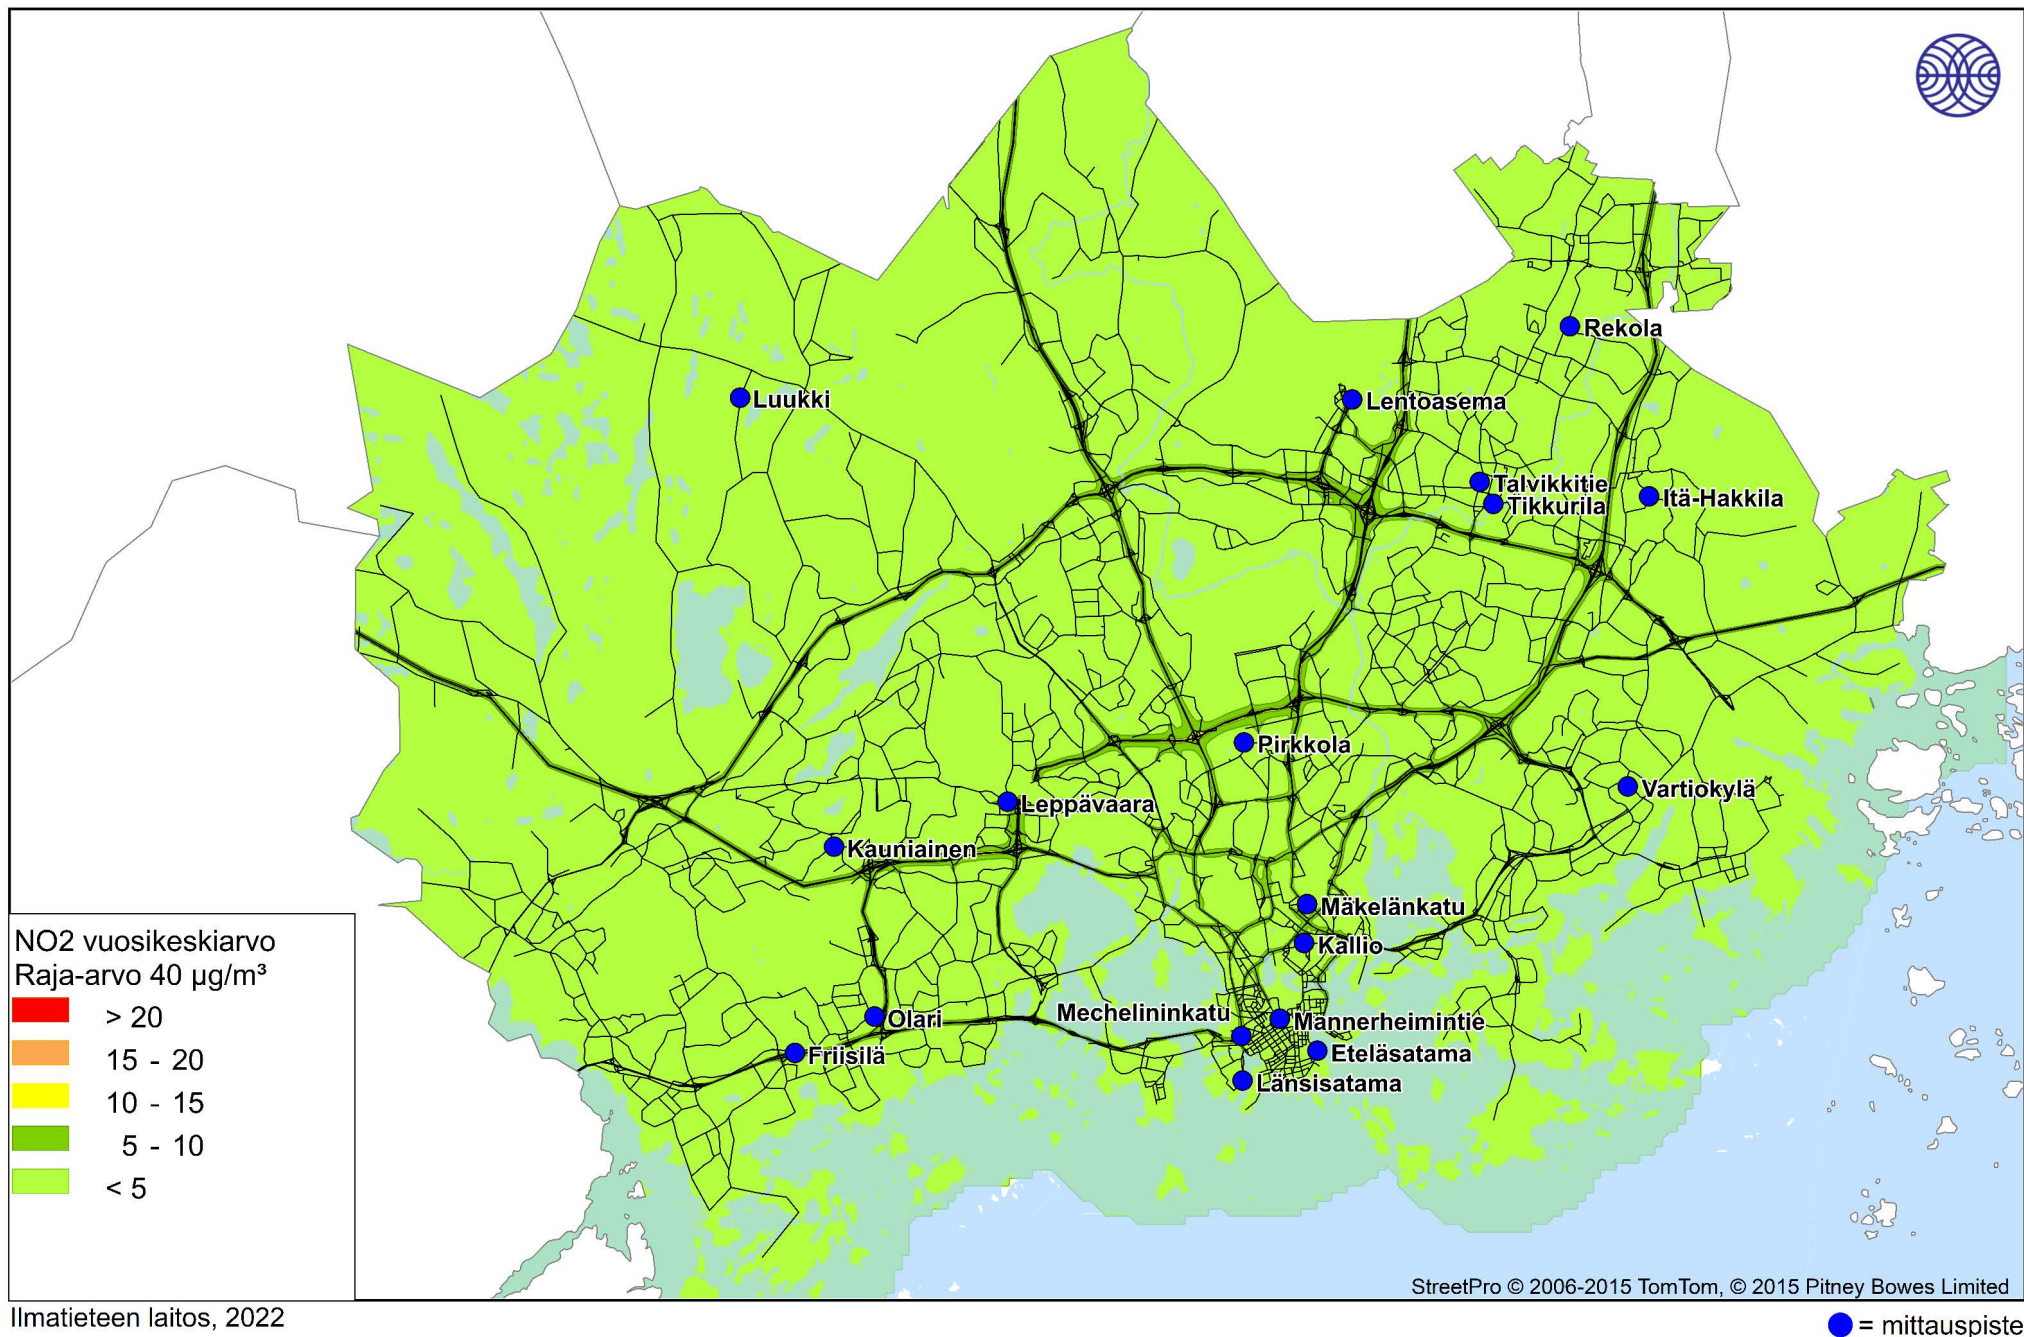 Rekola
Luukki
Lentoasema
Talvikkitie
Tikkurila
Itä-Hakkila
Pirkkola
Vartiokylä
Leppävaara
Kauniainen
Mäkelänkatu
Kallio
Mechelininkatu
Mannerheimintie
Olari
Friisilä
Eteläsatama
Länsisatama
NO2 vuosikeskiarvo
Raja-arvo 40 µg/m³
> 20
15 - 20
10 - 15
5 - 10
< 5
StreetPro © 2006-2015 TomTom, © 2015 Pitney Bowes Limited
Ilmatieteen laitos, 2022
= mittauspiste